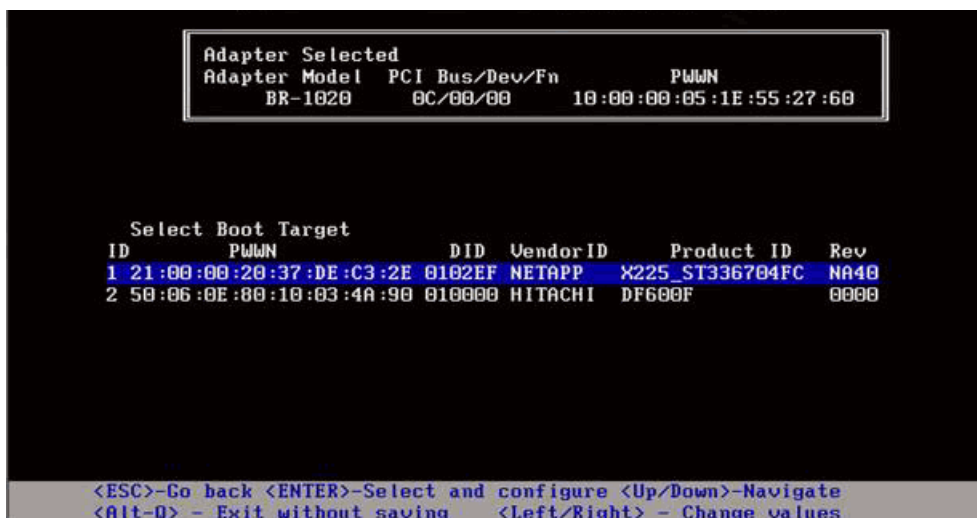 Adapter Selected
Adapter Model PCI Bus/Dev/Fn PWWN
BR-1020 0C/00/00 10:00:00:05:1E:55:27:60
Select Boot Target
ID PWWN DID VendorID Product ID Rev
1 21:00:00:20:37:DE:C3:2E 0102EF NETAPP X225_ST336704FC NA40
2 50:06:0E:80:10:03:4A:90 010000 HITACHI DF600F 0000
<ESC>-Go back <ENTER>-Select and configure <Up/Down>-Navigate
<Alt-Q> - Exit without saving <Left/Right> - Change values